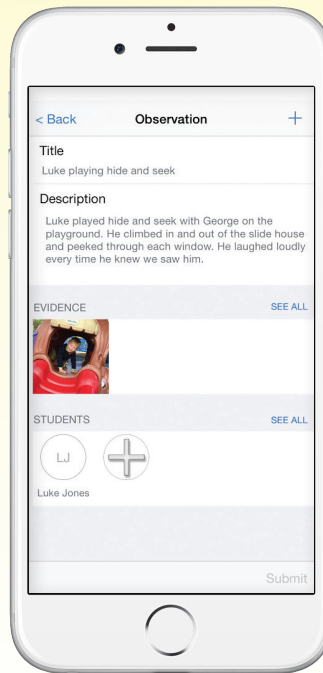 < Back Observation +
Title
Luke playing hide and seek
Description
Luke played hide and seek with George on the
playground. He climbed in and out of the slide house
and peeked through each window. He laughed loudly
every time he knew we saw him.
EVIDENCE SEE ALL
STUDENTS SEE ALL
LJ
Luke Jones
Submit